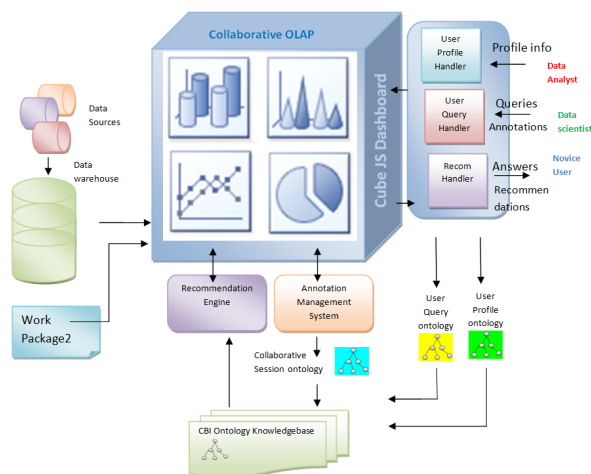 Collaborative OLAP
Cube JS Dashboard
User
Profile
Handler
Profile info
Data
Analyst
User
Query
Handler
Queries
Annotations
Data
scientist
Recom
Handler
Answers
Recommen
dations
Novice
User
Data
Sources
Data
warehouse
Work
Package2
Recommendation
Engine
Annotation
Management
System
User
Query
ontology
User
Profile
ontology
Collaborative
Session ontology
CBI Ontology Knowledgebase